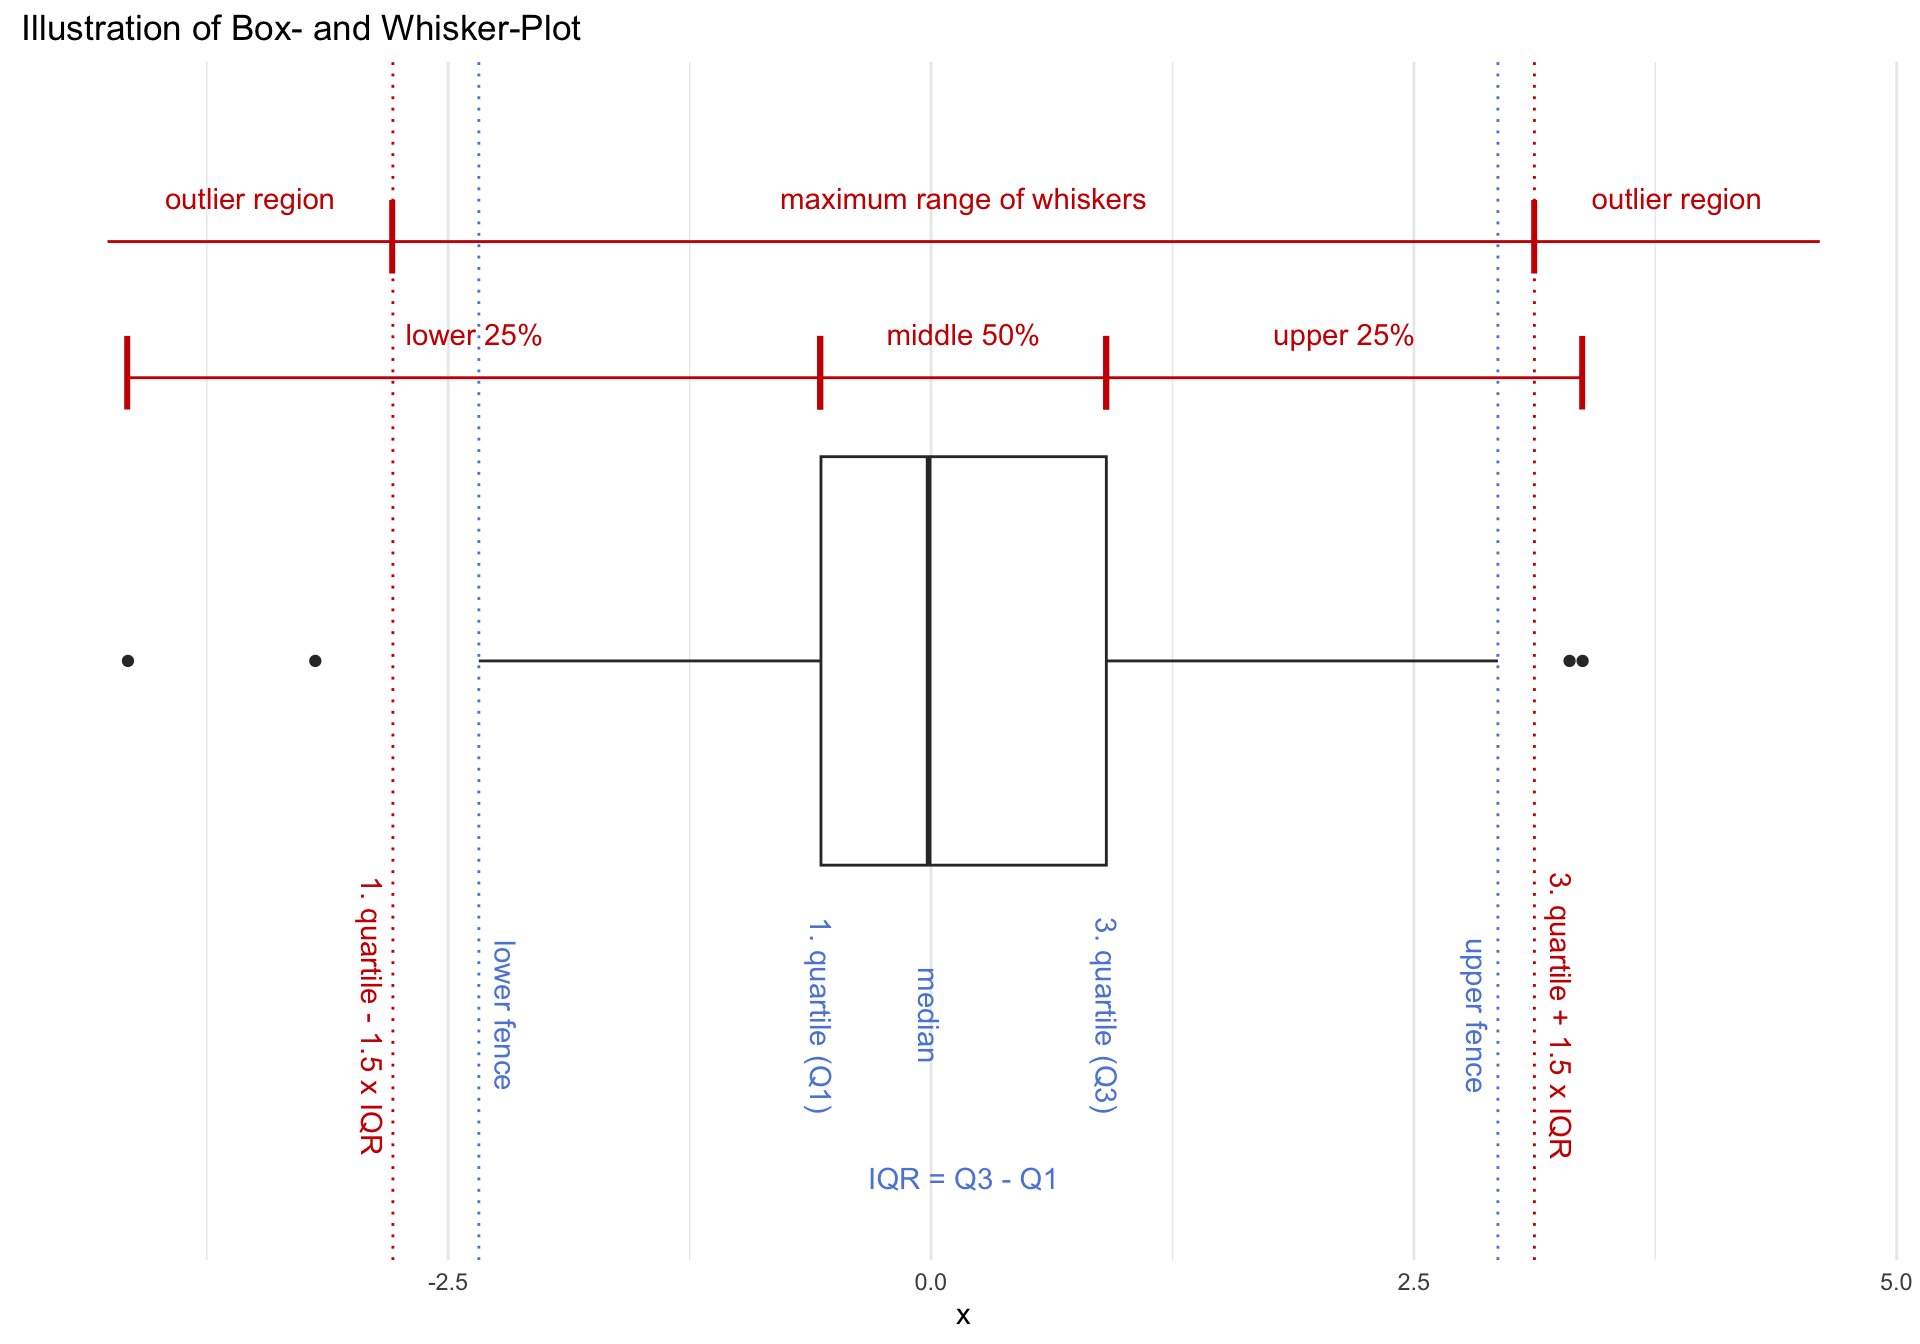 Illustration of Box- and Whisker-Plot
outlier region
maximum range of whiskers
outlier region
lower 25%
middle 50%
upper 25%
1. quartile - 1.5 x IQR
lower fence
1. quartile (Q1)
median
3. quartile (Q3)
upper fence
3. quartile + 1.5 x IQR
IQR = Q3 - Q1
-2.5
0.0
2.5
5.0
x